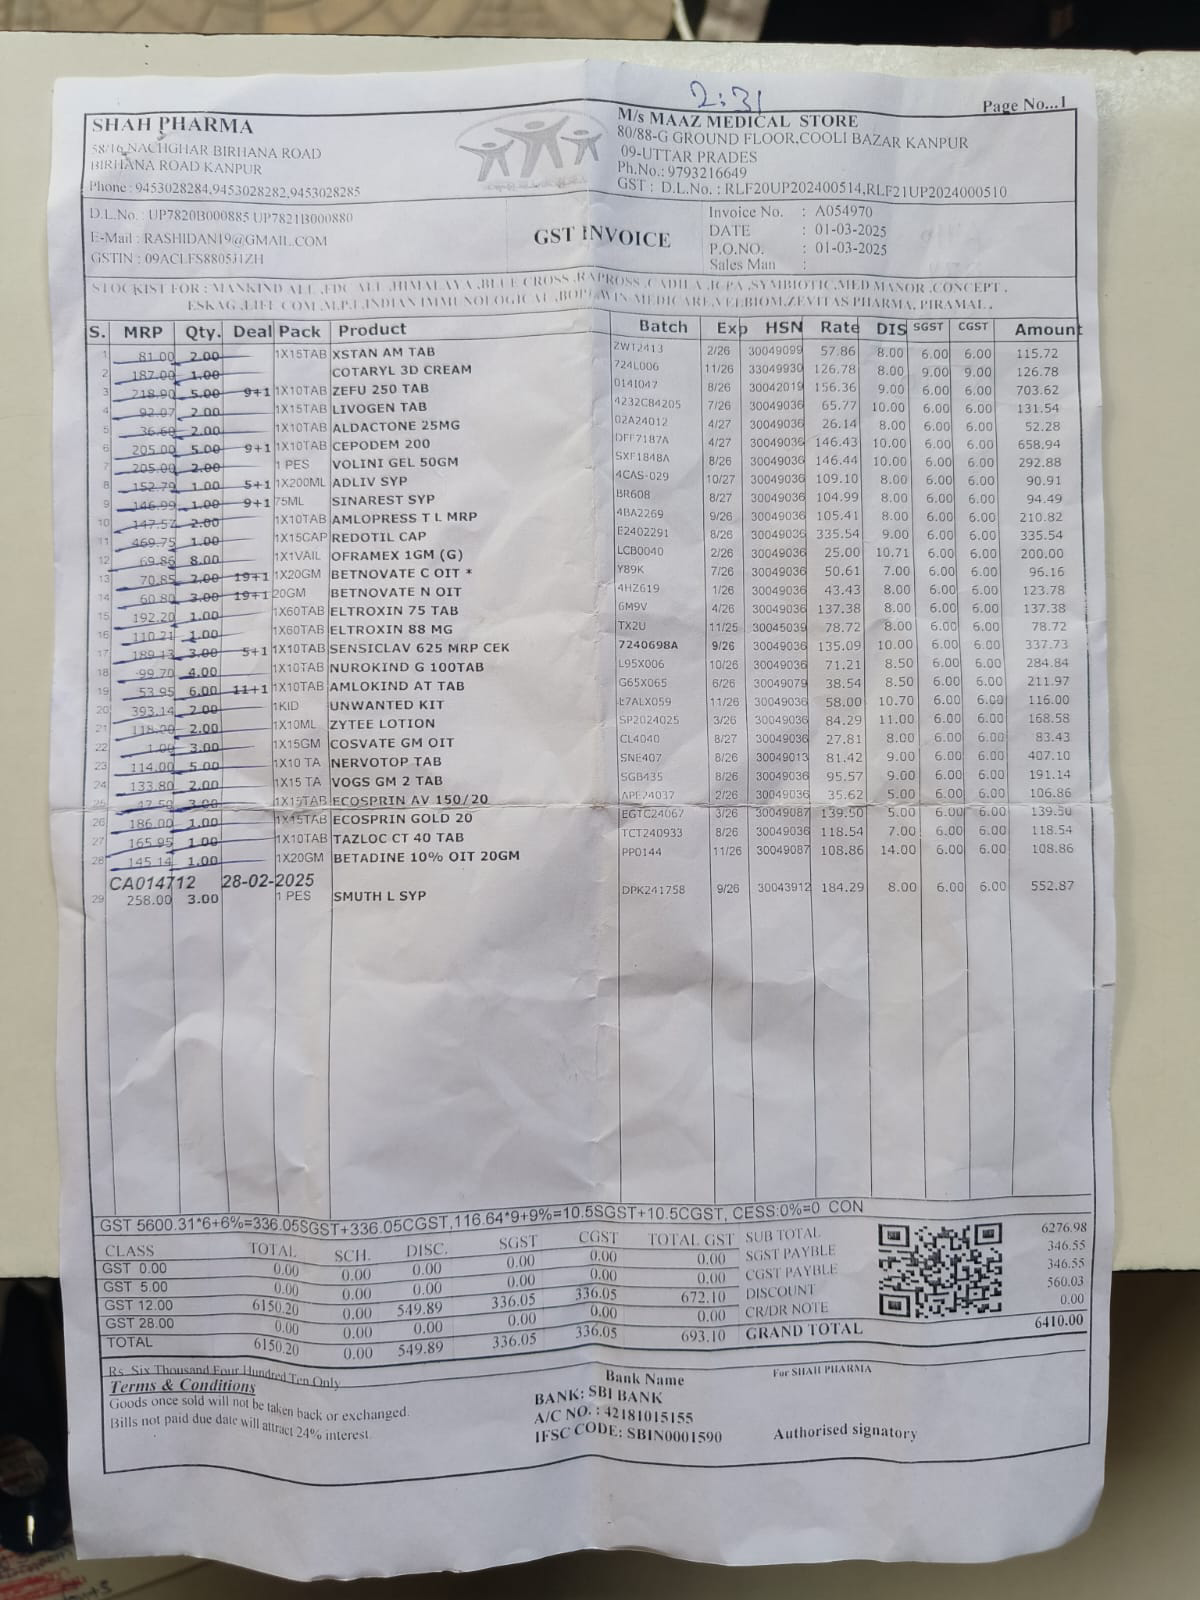 2:31
Page No...1
SHAH PHARMA
58/16, NACHGHAR BIRHANA ROAD
BIRHANA ROAD KANPUR
Phone : 9453028284,9453028282,9453028285
M/s MAAZ MEDICAL STORE
80/88-G GROUND FLOOR,COOLI BAZAR KANPUR
09-UTTAR PRADES
Ph.No.: 9793216649
GST : D.L.No. : RLF20UP202400514,RLF21UP2024000510
D.L.No. : UP7820B000885 UP7821B000880
E-Mail : RASHIDAN19@GMAIL.COM
GSTIN : 09ACLFS8805J1ZH
GST INVOICE
Invoice No. : A054970
DATE : 01-03-2025
P.O.NO. : 01-03-2025
Sales Man :
STOCKIST FOR : MANKIND ALL ,FDC ALL ,HIMALAYA,BLUE CROSS ,RAPROSS ,CADILA ,JCPA ,SYMBIOTIC,MED MANOR ,CONCEPT ,
ESKAG, LIFE COM, M.P.I,INDIAN IMMUNOLOGICAL, WIN-MEDICARE,VELBIOM,ZEVITAS PHARMA, PIRAMAL .
S. MRP Qty. Deal Pack Product Batch Exp HSN Rate DIS SGST CGST Amount
1 81.00 2.00 1X15TAB XSTAN AM TAB ZW12413 2/26 30049099 57.86 8.00 6.00 6.00 115.72
2 187.00 1.00 COTARYL 3D CREAM 724L006 11/26 33049930 126.78 8.00 9.00 9.00 126.78
3 218.90 5.00 9+1 1X10TAB ZEFU 250 TAB 014I047 8/26 30042019 156.36 9.00 6.00 6.00 703.62
4 92.07 2.00 1X15TAB LIVOGEN TAB 4232C84205 7/26 30049036 65.77 10.00 6.00 6.00 131.54
5 36.60 2.00 1X10TAB ALDACTONE 25MG 02A24012 4/27 30049036 26.14 8.00 6.00 6.00 52.28
6 205.00 5.00 9+1 1X10TAB CEPODEM 200 DFF7187A 4/27 30049036 146.43 10.00 6.00 6.00 658.94
7 205.00 2.00 1 PES VOLINI GEL 50GM SXF1848A 8/26 30049036 146.44 10.00 6.00 6.00 292.88
8 152.79 1.00 5+1 1X200ML ADLIV SYP 4CAS-029 10/27 30049036 109.10 8.00 6.00 6.00 90.91
9 146.99 1.00 9+1 75ML SINAREST SYP BR608 8/27 30049036 104.99 8.00 6.00 6.00 94.49
10 147.57 2.00 1X10TAB AMLOPRESS T L MRP 4BA2269 9/26 30049036 105.41 8.00 6.00 6.00 210.82
11 469.75 1.00 1X15CAP REDOTIL CAP E2402291 8/26 30049036 335.54 9.00 6.00 6.00 335.54
12 69.86 8.00 1X1VAIL OFRAMEX 1GM (G) LCB0040 2/26 30049036 25.00 10.71 6.00 6.00 200.00
13 70.85 2.00 19+1 1X20GM BETNOVATE C OIT * Y89K 7/26 30049036 50.61 7.00 6.00 6.00 96.16
14 60.80 3.00 19+1 20GM BETNOVATE N OIT 4HZ619 1/26 30049036 43.43 8.00 6.00 6.00 123.78
15 192.20 1.00 1X60TAB ELTROXIN 75 TAB 6M9V 4/26 30049036 137.38 8.00 6.00 6.00 137.38
16 110.21 1.00 1X60TAB ELTROXIN 88 MG TX2U 11/25 30045039 78.72 8.00 6.00 6.00 78.72
17 189.13 3.00 5+1 1X10TAB SENSICLAV 625 MRP CEK 7240698A 9/26 30049036 135.09 10.00 6.00 6.00 337.73
18 99.70 4.00 1X10TAB NUROKIND G 100TAB L95X006 10/26 30049036 71.21 8.50 6.00 6.00 284.84
19 53.95 6.00 11+1 1X10TAB AMLOKIND AT TAB G65X065 6/26 30049079 38.54 8.50 6.00 6.00 211.97
20 393.14 2.00 1KID UNWANTED KIT E7ALX059 11/26 30049036 58.00 10.70 6.00 6.00 116.00
21 118.00 2.00 1X10ML ZYTEE LOTION SP2024025 3/26 30049036 84.29 11.00 6.00 6.00 168.58
22 1.00 3.00 1X15GM COSVATE GM OIT CL4040 8/27 30049036 27.81 8.00 6.00 6.00 83.43
23 114.00 5.00 1X10 TA NERVOTOP TAB SNE407 8/26 30049013 81.42 9.00 6.00 6.00 407.10
24 133.80 2.00 1X15 TA VOGS GM 2 TAB SGB435 8/26 30049036 95.57 9.00 6.00 6.00 191.14
25 3.00 1X15TAB ECOSPRIN AV 150/20 APF24037 2/26 30049036 35.62 5.00 6.00 6.00 106.86
26 186.00 1.00 1X15TAB ECOSPRIN GOLD 20 EGTC24067 3/26 30049087 139.50 5.00 6.00 6.00 139.50
27 165.95 1.00 1X10TAB TAZLOC CT 40 TAB TCT240933 8/26 30049036 118.54 7.00 6.00 6.00 118.54
28 145.14 1.00 1X20GM BETADINE 10% OIT 20GM PP0144 11/26 30049087 108.86 14.00 6.00 6.00 108.86
CA014712 28-02-2025
29 258.00 3.00 1 PES SMUTH L SYP DPK241758 9/26 30043912 184.29 8.00 6.00 6.00 552.87
GST 5600.31*6+6%=336.05SGST+336.05CGST,116.64*9+9%=10.5SGST+10.5CGST, CESS:0%=0 CON
CLASS TOTAL SCH. DISC. SGST CGST TOTAL GST
GST 0.00 0.00 0.00 0.00 0.00 0.00 0.00
GST 5.00 0.00 0.00 0.00 0.00 0.00 0.00
GST 12.00 6150.20 0.00 549.89 336.05 336.05 672.10
GST 28.00 0.00 0.00 0.00 0.00 0.00 0.00
TOTAL 6150.20 0.00 549.89 336.05 336.05 693.10
SUB TOTAL 6276.98
SGST PAYBLE 346.55
CGST PAYBLE 346.55
DISCOUNT 560.03
CR/DR NOTE 0.00
GRAND TOTAL 6410.00
Rs. Six Thousand Four Hundred Ten Only
Terms & Conditions
Goods once sold will not be taken back or exchanged.
Bills not paid due date will attract 24% interest.
Bank Name
BANK: SBI BANK
A/C NO. : 42181015155
IFSC CODE: SBIN0001590
For SHAH PHARMA
Authorised signatory